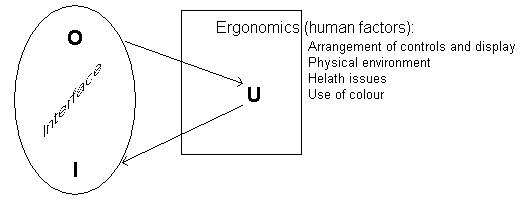 O
Interface
I
U
Ergonomics (human factors):
Arrangement of controls and display
Physical environment
Helath issues
Use of colour